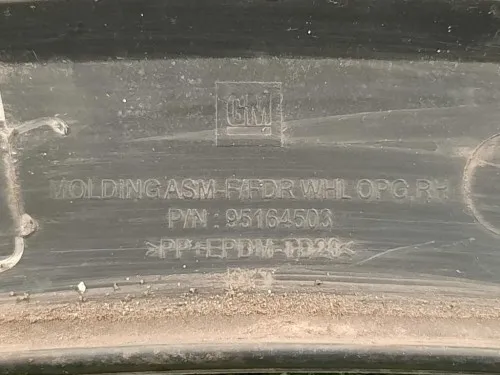 GM
MOLDING ASM-F/FDR WHL OPG, RH
P/N : 95164503
>PP+EPDM-TD20<